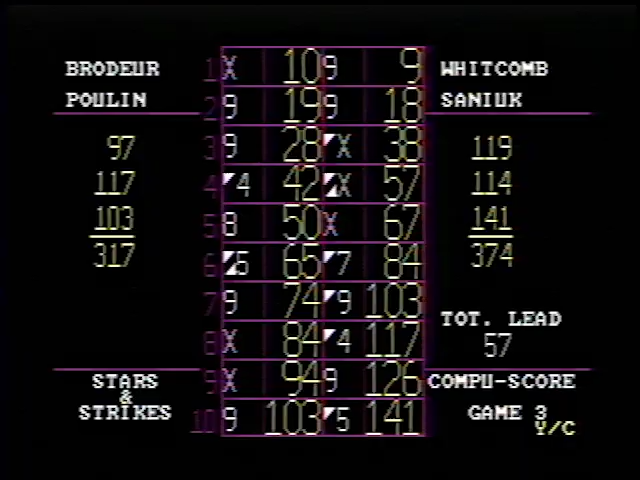 BRODEUR 1 X 10 9 9 WHITCOMB
POULIN 2 9 19 9 18 SANIUK
97 3 9 28 X 38 119
117 4 4 42 X 57 114
103 5 8 50 X 67 141
317 6 5 65 7 84 374
7 9 74 9 103
TOT. LEAD
8 X 84 4 117 57
STARS 9 X 94 9 126 COMPU-SCORE
&
STRIKES 10 9 103 5 141 GAME 3
Y/C